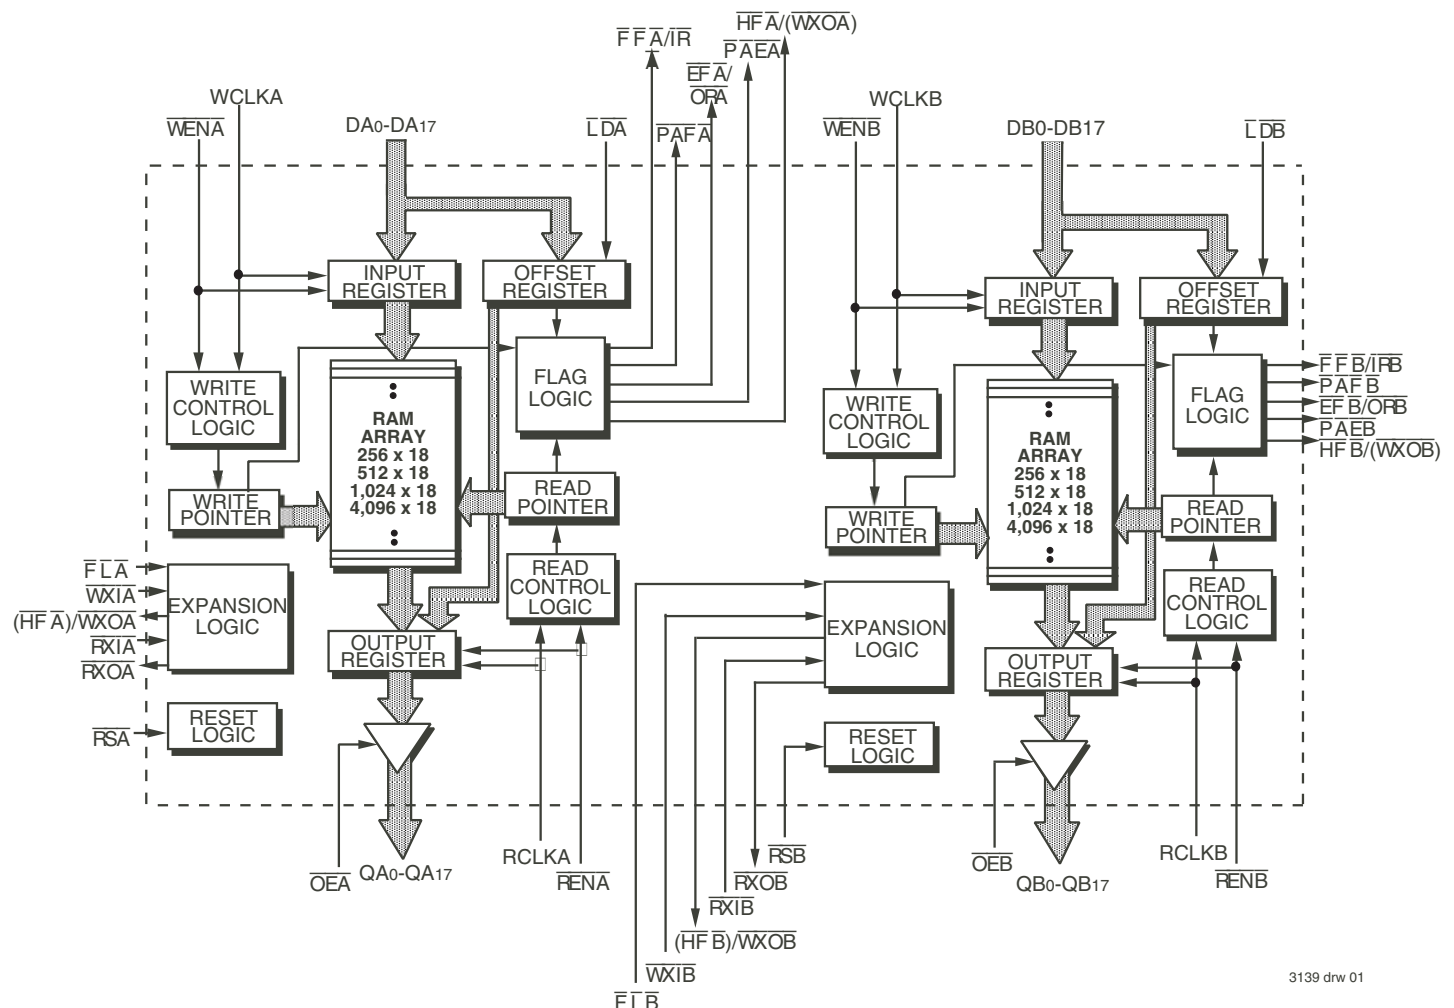 HFA/(WXOA)
FFA/IR
PAEA
EFA/
ORA
WCLKA
WCLKB
WENA
DA0-DA17
LDA
PAFA
WENB
DB0-DB17
LDB
INPUT
REGISTER
OFFSET
REGISTER
INPUT
REGISTER
OFFSET
REGISTER
WRITE
CONTROL
LOGIC
FLAG
LOGIC
RAM
ARRAY
256 x 18
512 x 18
1,024 x 18
4,096 x 18
WRITE
CONTROL
LOGIC
FLAG
LOGIC
FFB/IRB
PAFB
EFB/ORB
PAEB
HFB/(WXOB)
RAM
ARRAY
256 x 18
512 x 18
1,024 x 18
4,096 x 18
WRITE
POINTER
READ
POINTER
WRITE
POINTER
READ
POINTER
FLA
WXIA
(HFA)/WXOA
RXIA
RXOA
EXPANSION
LOGIC
READ
CONTROL
LOGIC
EXPANSION
LOGIC
READ
CONTROL
LOGIC
OUTPUT
REGISTER
OUTPUT
REGISTER
RSA
RESET
LOGIC
RESET
LOGIC
OEA
QA0-QA17
RCLKA
RENA
RSB
OEB
QB0-QB17
RCLKB
RENB
RXOB
RXIB
(HFB)/WXOB
WXIB
FLB
3139 drw 01